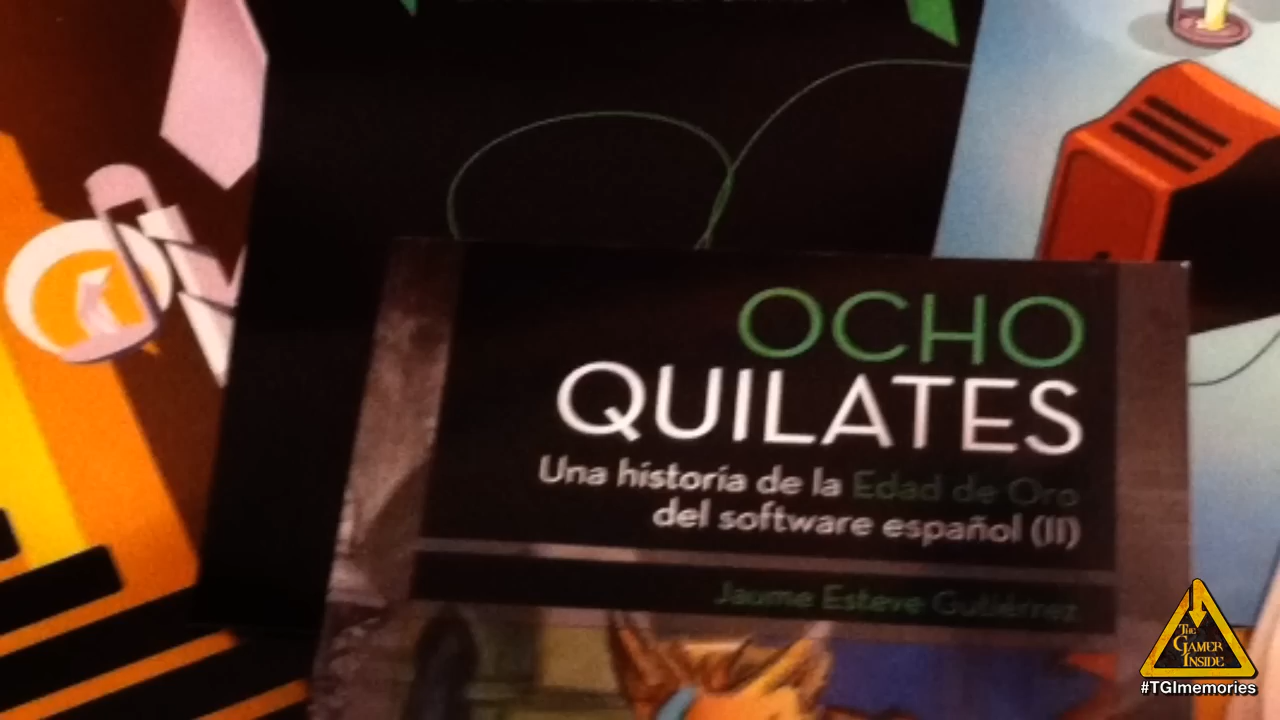 OCHO
QUILATES
Una historia de la Edad de Oro
del software español (II)
Jaume Esteve Gutiérrez
THE
GAMER
INSIDE
#TGImemories